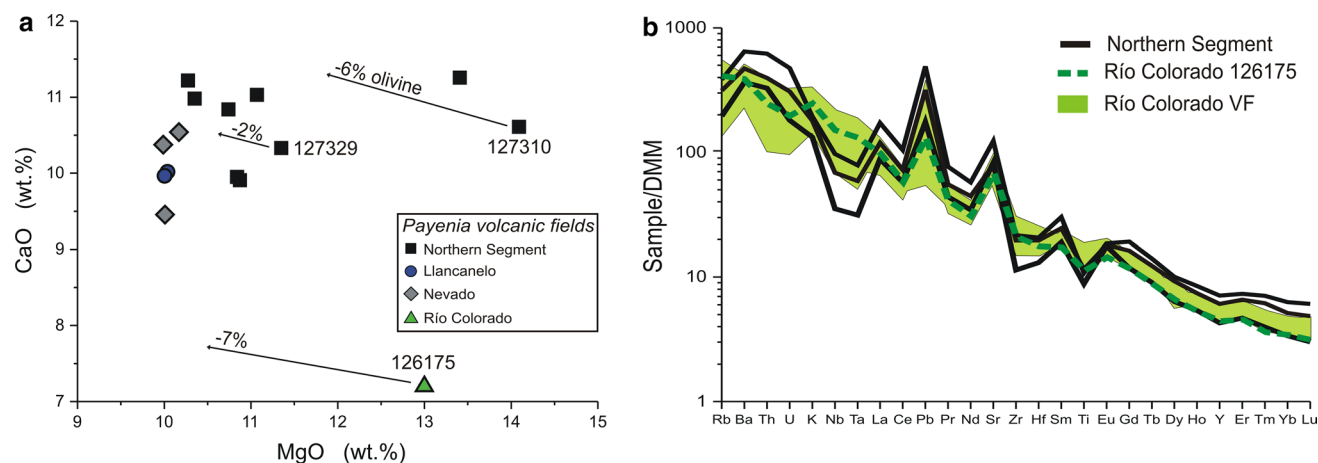 a
12
11
10
9
8
7
CaO (wt.%)
9 10 11 12 13 14 15
MgO (wt.%)
-6% olivine
-2%
127329
127310
-7%
126175
Payenia volcanic fields
Northern Segment
Llancanelo
Nevado
Río Colorado
b
1000
100
10
1
Sample/DMM
Northern Segment
Río Colorado 126175
Río Colorado VF
Rb Ba Th U K Nb Ta La Ce Pb Pr Nd Sr Zr Hf Sm Ti Eu Gd Tb Dy Ho Y Er Tm Yb Lu